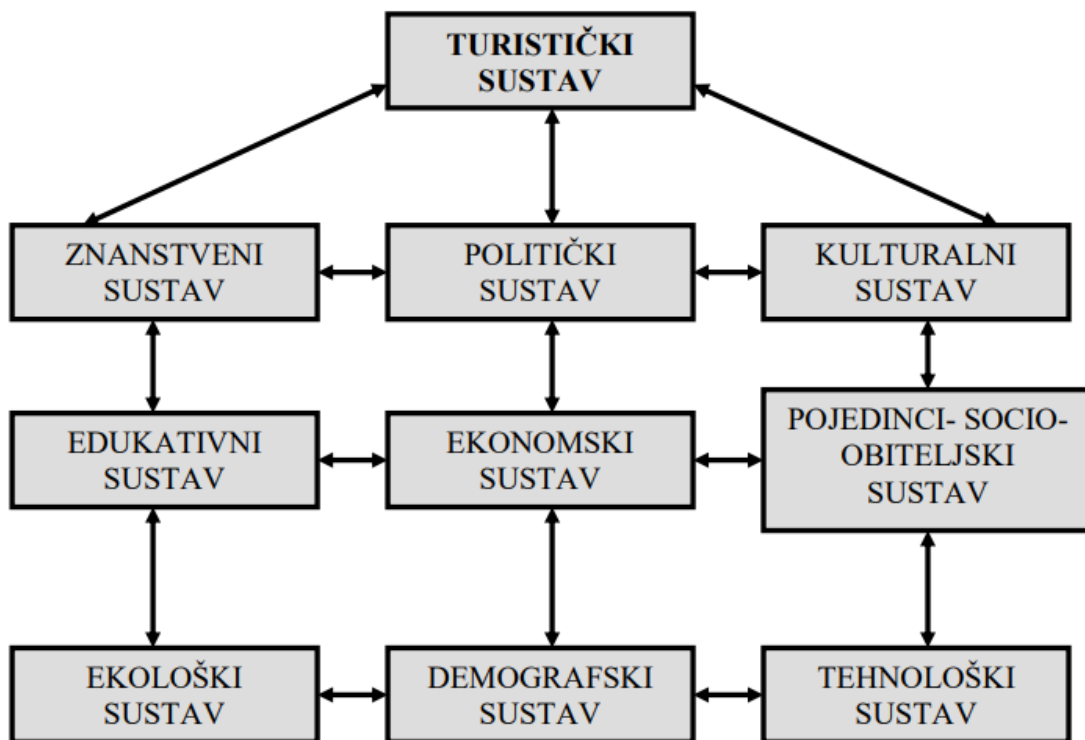 TURISTIČKI
SUSTAV
ZNANSTVENI
SUSTAV
POLITIČKI
SUSTAV
KULTURALNI
SUSTAV
EDUKATIVNI
SUSTAV
EKONOMSKI
SUSTAV
POJEDINCI- SOCIO-
OBITELJSKI
SUSTAV
EKOLOŠKI
SUSTAV
DEMOGRAFSKI
SUSTAV
TEHNOLOŠKI
SUSTAV